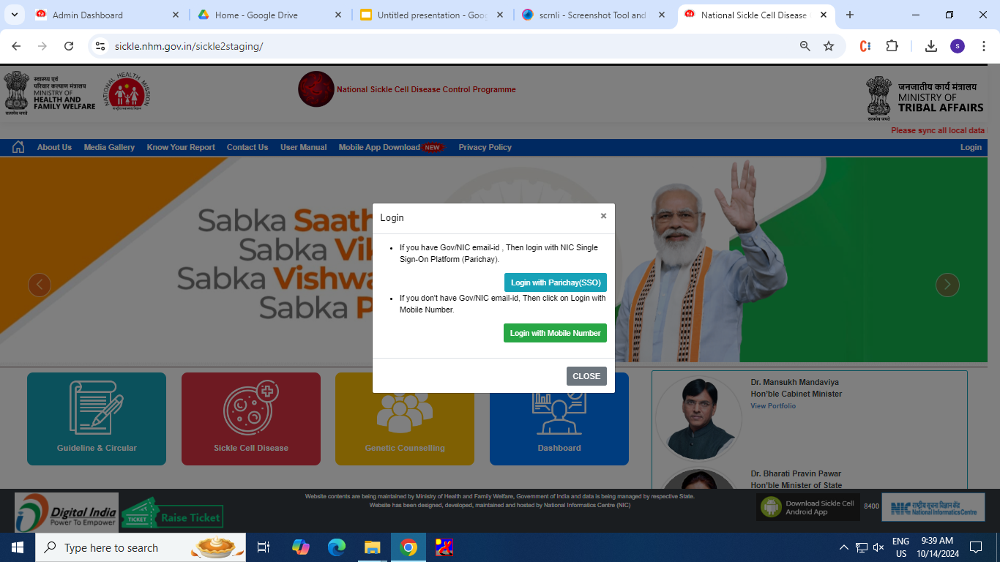 Admin Dashboard
Home - Google Drive
Untitled presentation - Goog
scrnli - Screenshot Tool and
National Sickle Cell Disease
sickle.nhm.gov.in/sickle2staging/
s
स्वास्थ्य एवं
परिवार कल्याण मंत्रालय
MINISTRY OF
HEALTH AND
FAMILY WELFARE
सत्यमेव जयते
NATIONAL HEALTH MISSION
राष्ट्रीय स्वास्थ्य मिशन
National Sickle Cell Disease Control Programme
जनजातीय कार्य मंत्रालय
MINISTRY OF
TRIBAL AFFAIRS
सत्यमेव जयते
Please sync all local data
About Us
Media Gallery
Know Your Report
Contact Us
User Manual
Mobile App Download NEW
Privacy Policy
Login
Sabka Saath
Sabka Vik
Sabka Vishwa
Sabka P
Login
×
If you have Gov/NIC email-id , Then login with NIC Single
Sign-On Platform (Parichay).
Login with Parichay(SSO)
If you don't have Gov/NIC email-id, Then click on Login with
Mobile Number.
Login with Mobile Number
CLOSE
Guideline & Circular
Sickle Cell Disease
Genetic Counselling
Dashboard
Dr. Mansukh Mandaviya
Hon'ble Cabinet Minister
View Portfolio
Dr. Bharati Pravin Pawar
Hon'ble Minister of State
Digital India
Power To Empower
TICKET
Raise Ticket
Website contents are being maintained by Ministry of Health and Family Welfare, Government of India and data is being managed by respective State.
Website has been designed, developed, maintained and hosted by National Informatics Centre (NIC)
Download Sickle Cell
Android App
8400
NIC राष्ट्रीय सूचना विज्ञान केंद्र
National Informatics Centre
Type here to search
ENG
US
9:39 AM
10/14/2024